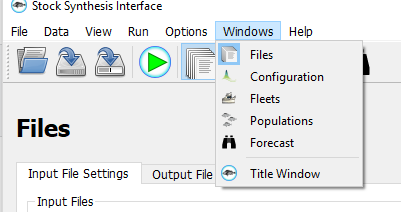 Stock Synthesis Interface
File Data View Run Options Windows Help
Files
Configuration
Fleets
Populations
Forecast
Title Window
Files
Input File Settings Output File
Input Files